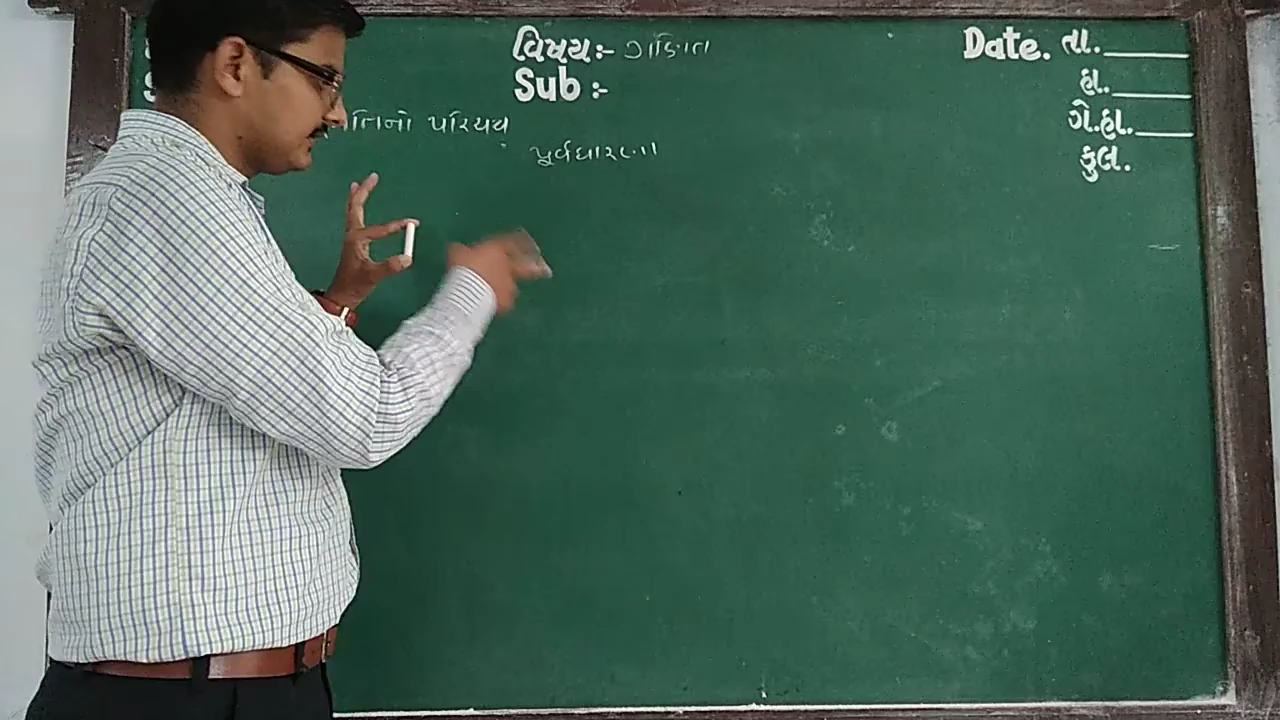 વિષય:- ગણિત
Sub :-
Date. તા.
હા.
ગે.હા.
કુલ.
પરિચય
પૂર્વધારણા